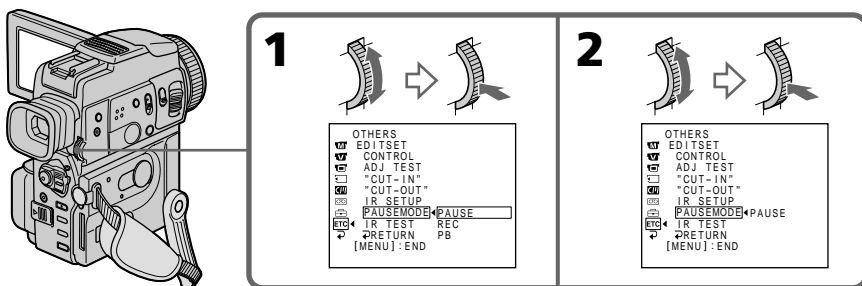 1
OTHERS
EDITSET
CONTROL
ADJ TEST
"CUT-IN"
"CUT-OUT"
IR SETUP
PAUSEMODE PAUSE
IR TEST REC
RETURN PB
[MENU]:END
ETC
2
OTHERS
EDITSET
CONTROL
ADJ TEST
"CUT-IN"
"CUT-OUT"
IR SETUP
PAUSEMODE PAUSE
IR TEST
RETURN
[MENU]:END
ETC